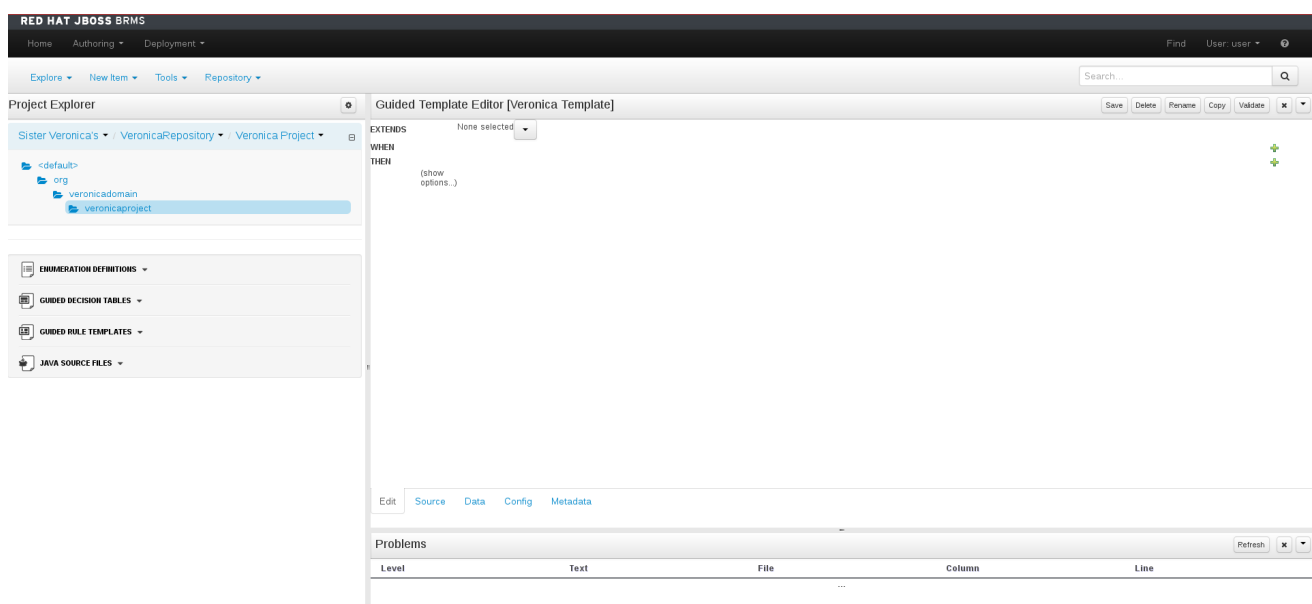 RED HAT JBOSS BRMS
Home Authoring Deployment Find User: user
Explore New Item Tools Repository Search...
Project Explorer
Sister Veronica's / VeronicaRepository / Veronica Project
<default>
org
veronicadomain
veronicaproject
ENUMERATION DEFINITIONS
GUIDED DECISION TABLES
GUIDED RULE TEMPLATES
JAVA SOURCE FILES
Guided Template Editor [Veronica Template] Save Delete Rename Copy Validate
EXTENDS None selected
WHEN
THEN
(show
options...)
Edit Source Data Config Metadata
Problems Refresh
Level Text File Column Line
...